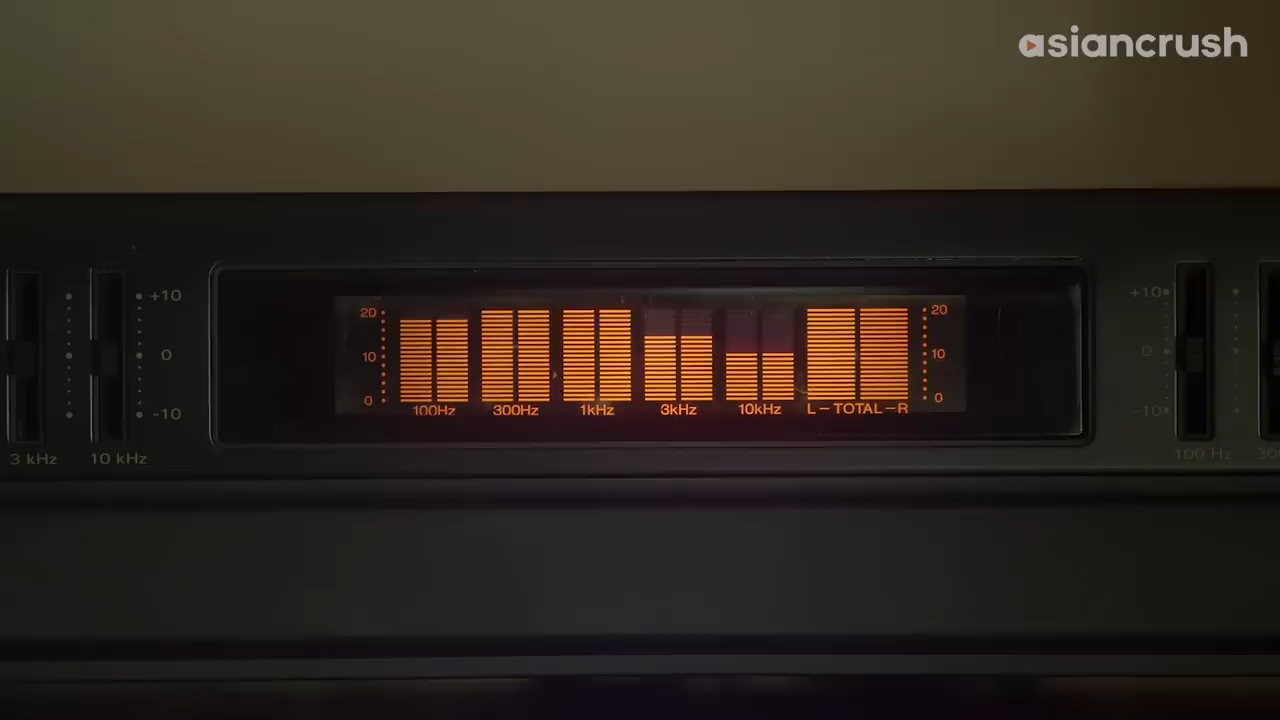 asiancrush
+10
0
-10
3 kHz
10 kHz
20
10
0
100Hz
300Hz
1kHz
3kHz
10kHz
L – TOTAL – R
20
10
0
+10
0
-10
100 Hz